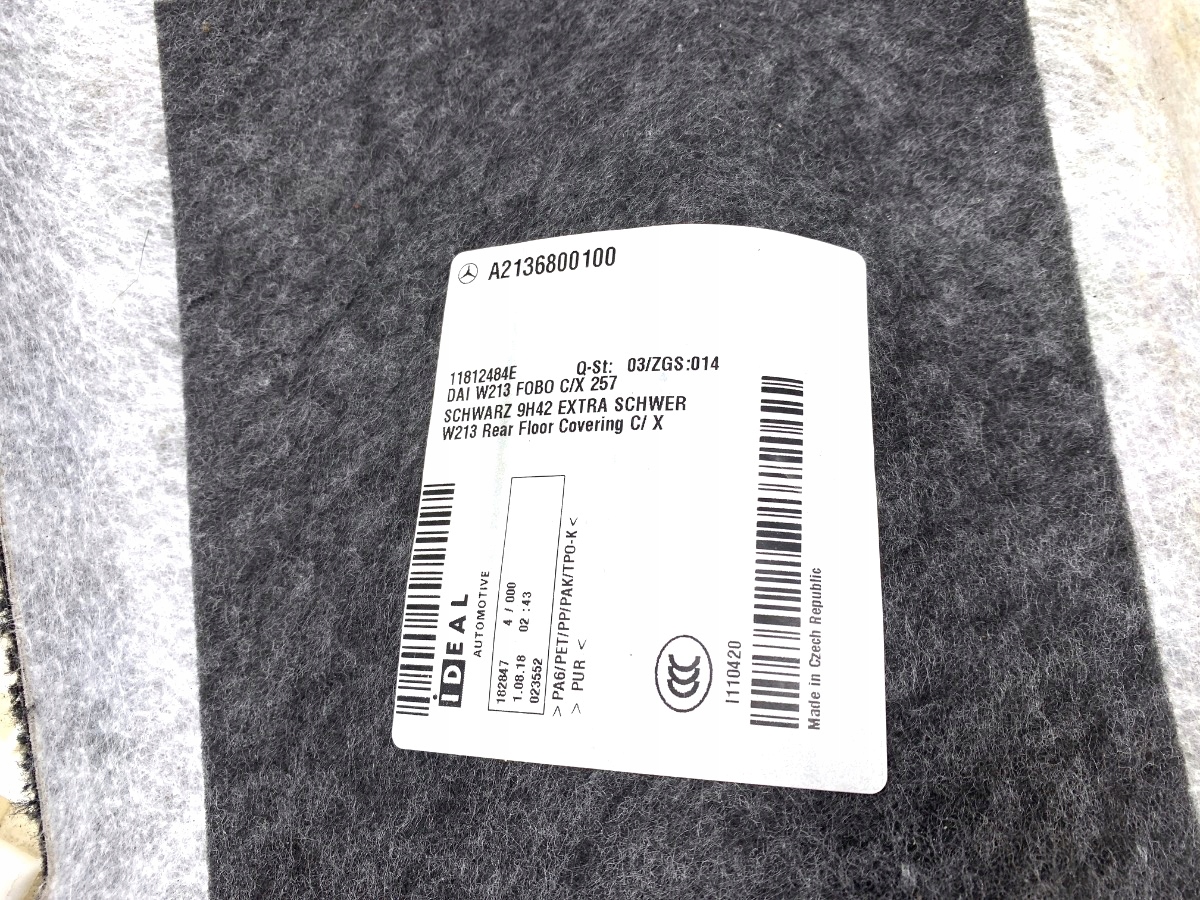 A2136800100
11812484E Q-St: 03/ZGS:014
DAI W213 FOBO C/X 257
SCHWARZ 9H42 EXTRA SCHWER
W213 Rear Floor Covering C/ X
iDEAL
AUTOMOTIVE
182847 4 / 000
1.08.18 02 :43
023552
>PA6/PET/PP/PAK/TPO-K<
> PUR <
CCC
I110420
Made in Czech Republic